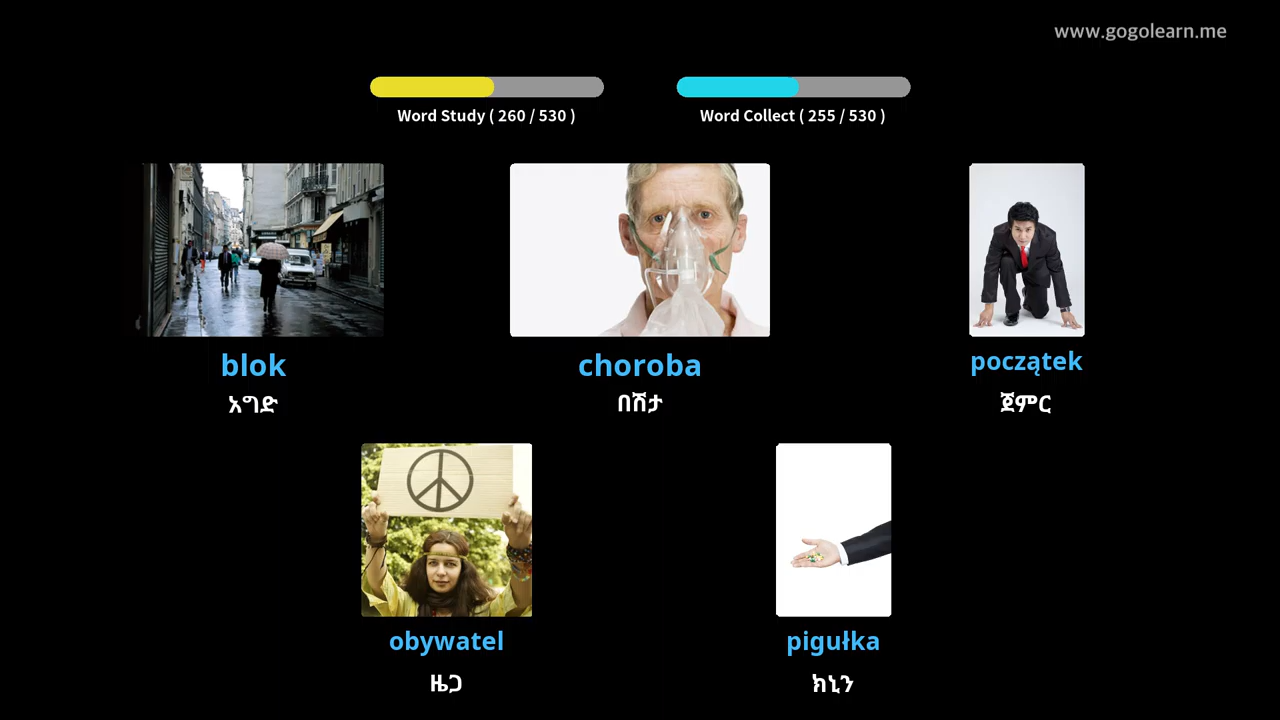 www.gogolearn.me
Word Study ( 260 / 530 )
Word Collect ( 255 / 530 )
blok
አግድ
choroba
በሽታ
początek
ጀምር
obywatel
ዜጋ
pigułka
ክኒን